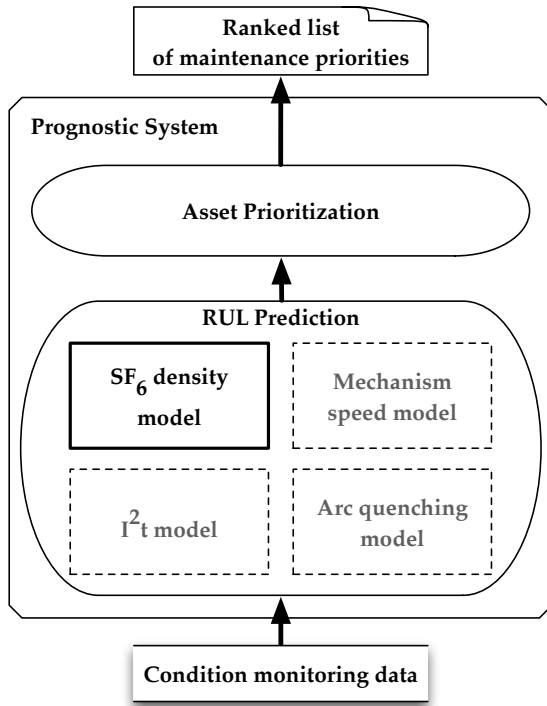 Ranked list
of maintenance priorities
Prognostic System
Asset Prioritization
RUL Prediction
SF₆ density
model
Mechanism
speed model
I²t model
Arc quenching
model
Condition monitoring data